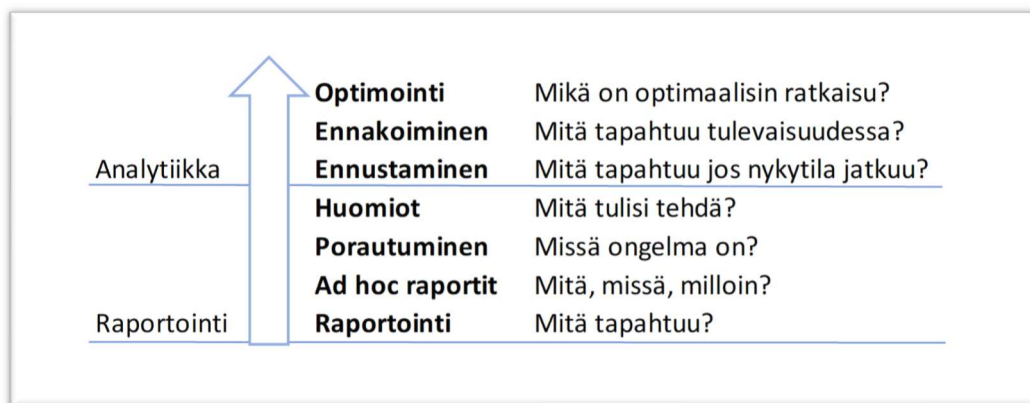 Optimointi Mikä on optimaalisin ratkaisu?
Ennakoiminen Mitä tapahtuu tulevaisuudessa?
Analytiikka Ennustaminen Mitä tapahtuu jos nykytila jatkuu?
Huomiot Mitä tulisi tehdä?
Porautuminen Missä ongelma on?
Ad hoc raportit Mitä, missä, milloin?
Raportointi Raportointi Mitä tapahtuu?